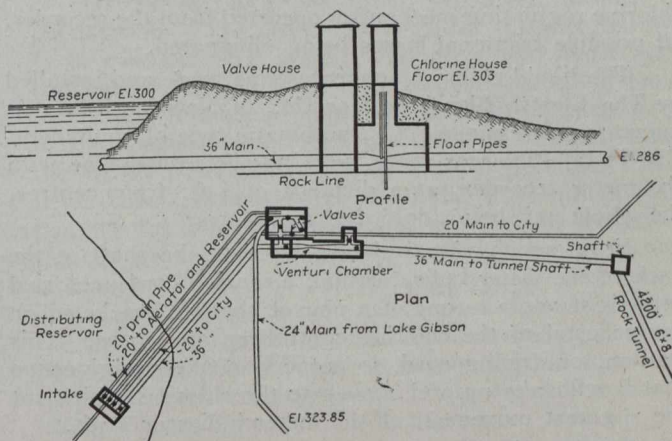 Valve House
Chlorine House
Floor El. 303
Reservoir El. 300
36" Main
Float Pipes
El. 286
Rock Line
Profile
Valves
20" Main to City
Shaft
36" Main to Tunnel Shaft
Venturi Chamber
Plan
20" Drain Pipe
20" to Aerator and Reservoir
20" to City
36" " "
Distributing
Reservoir
24" Main from Lake Gibson
4200' 6'x8'
Rock Tunnel
Intake
El. 323.85